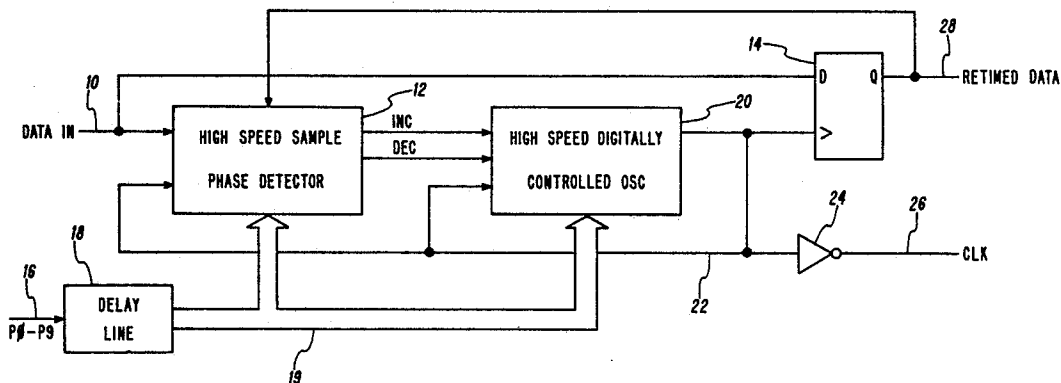 14
28
D
Q
RETIMED DATA
10
12
20
DATA IN
HIGH SPEED SAMPLE
PHASE DETECTOR
INC
DEC
HIGH SPEED DIGITALLY
CONTROLLED OSC
>
24
26
CLK
18
16
22
PØ-P9
DELAY
LINE
19